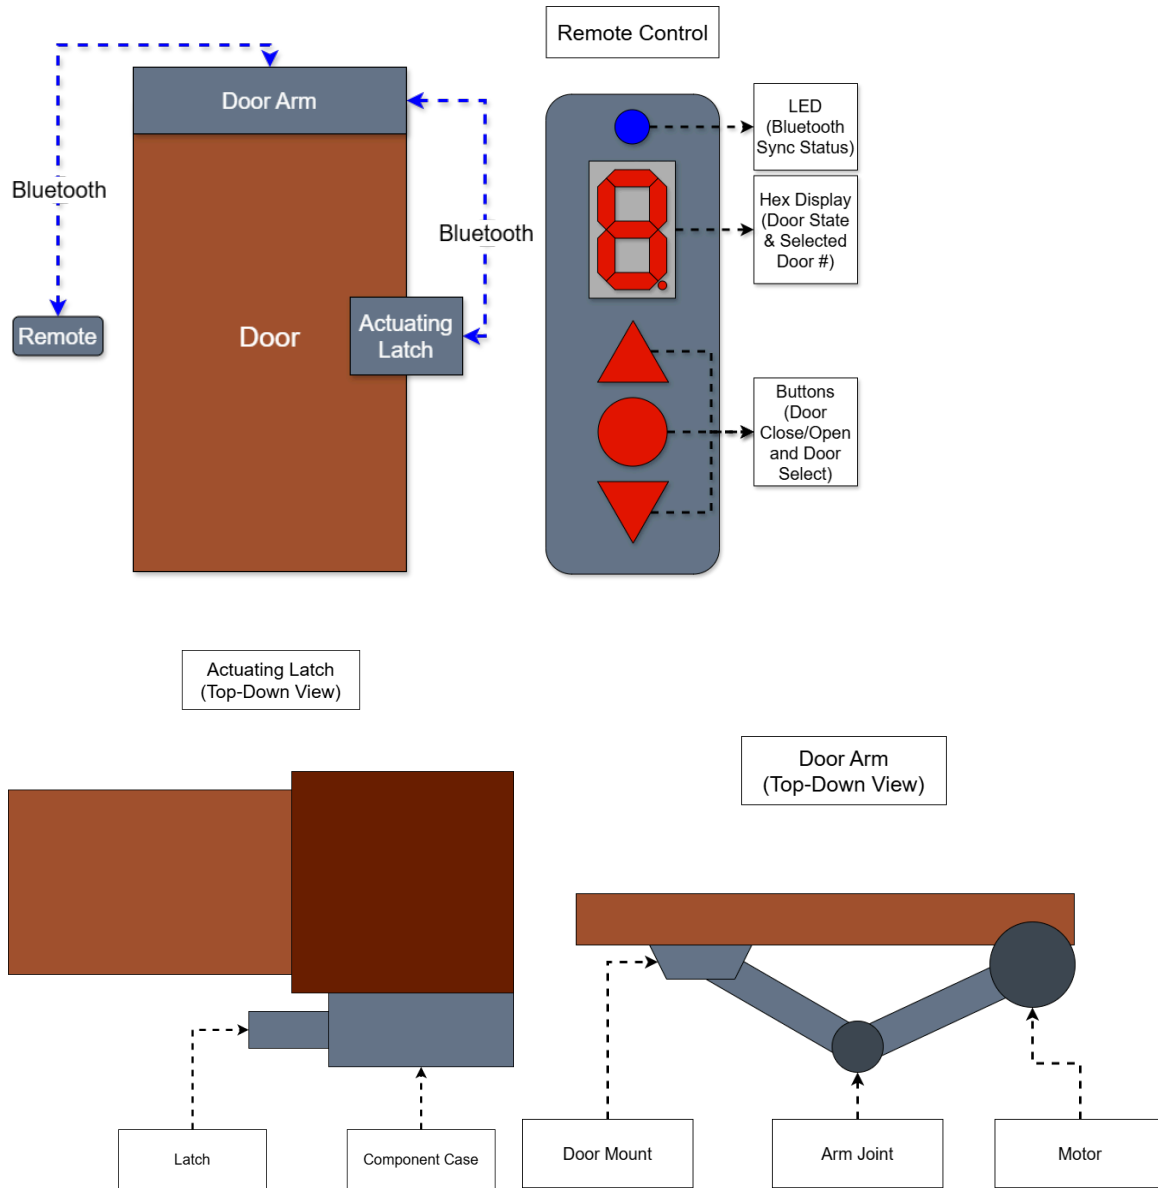 Remote Control
Door Arm
LED
(Bluetooth
Sync Status)
Bluetooth
Hex Display
(Door State
& Selected
Door #)
Bluetooth
Remote
Door
Actuating
Latch
Buttons
(Door
Close/Open
and Door
Select)
Actuating Latch
(Top-Down View)
Door Arm
(Top-Down View)
Latch
Component Case
Door Mount
Arm Joint
Motor